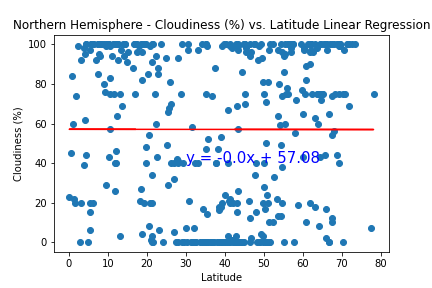 Northern Hemisphere - Cloudiness (%) vs. Latitude Linear Regression
100
80
60
40
20
0
Cloudiness (%)
y = -0.0x + 57.08
0 10 20 30 40 50 60 70 80
Latitude